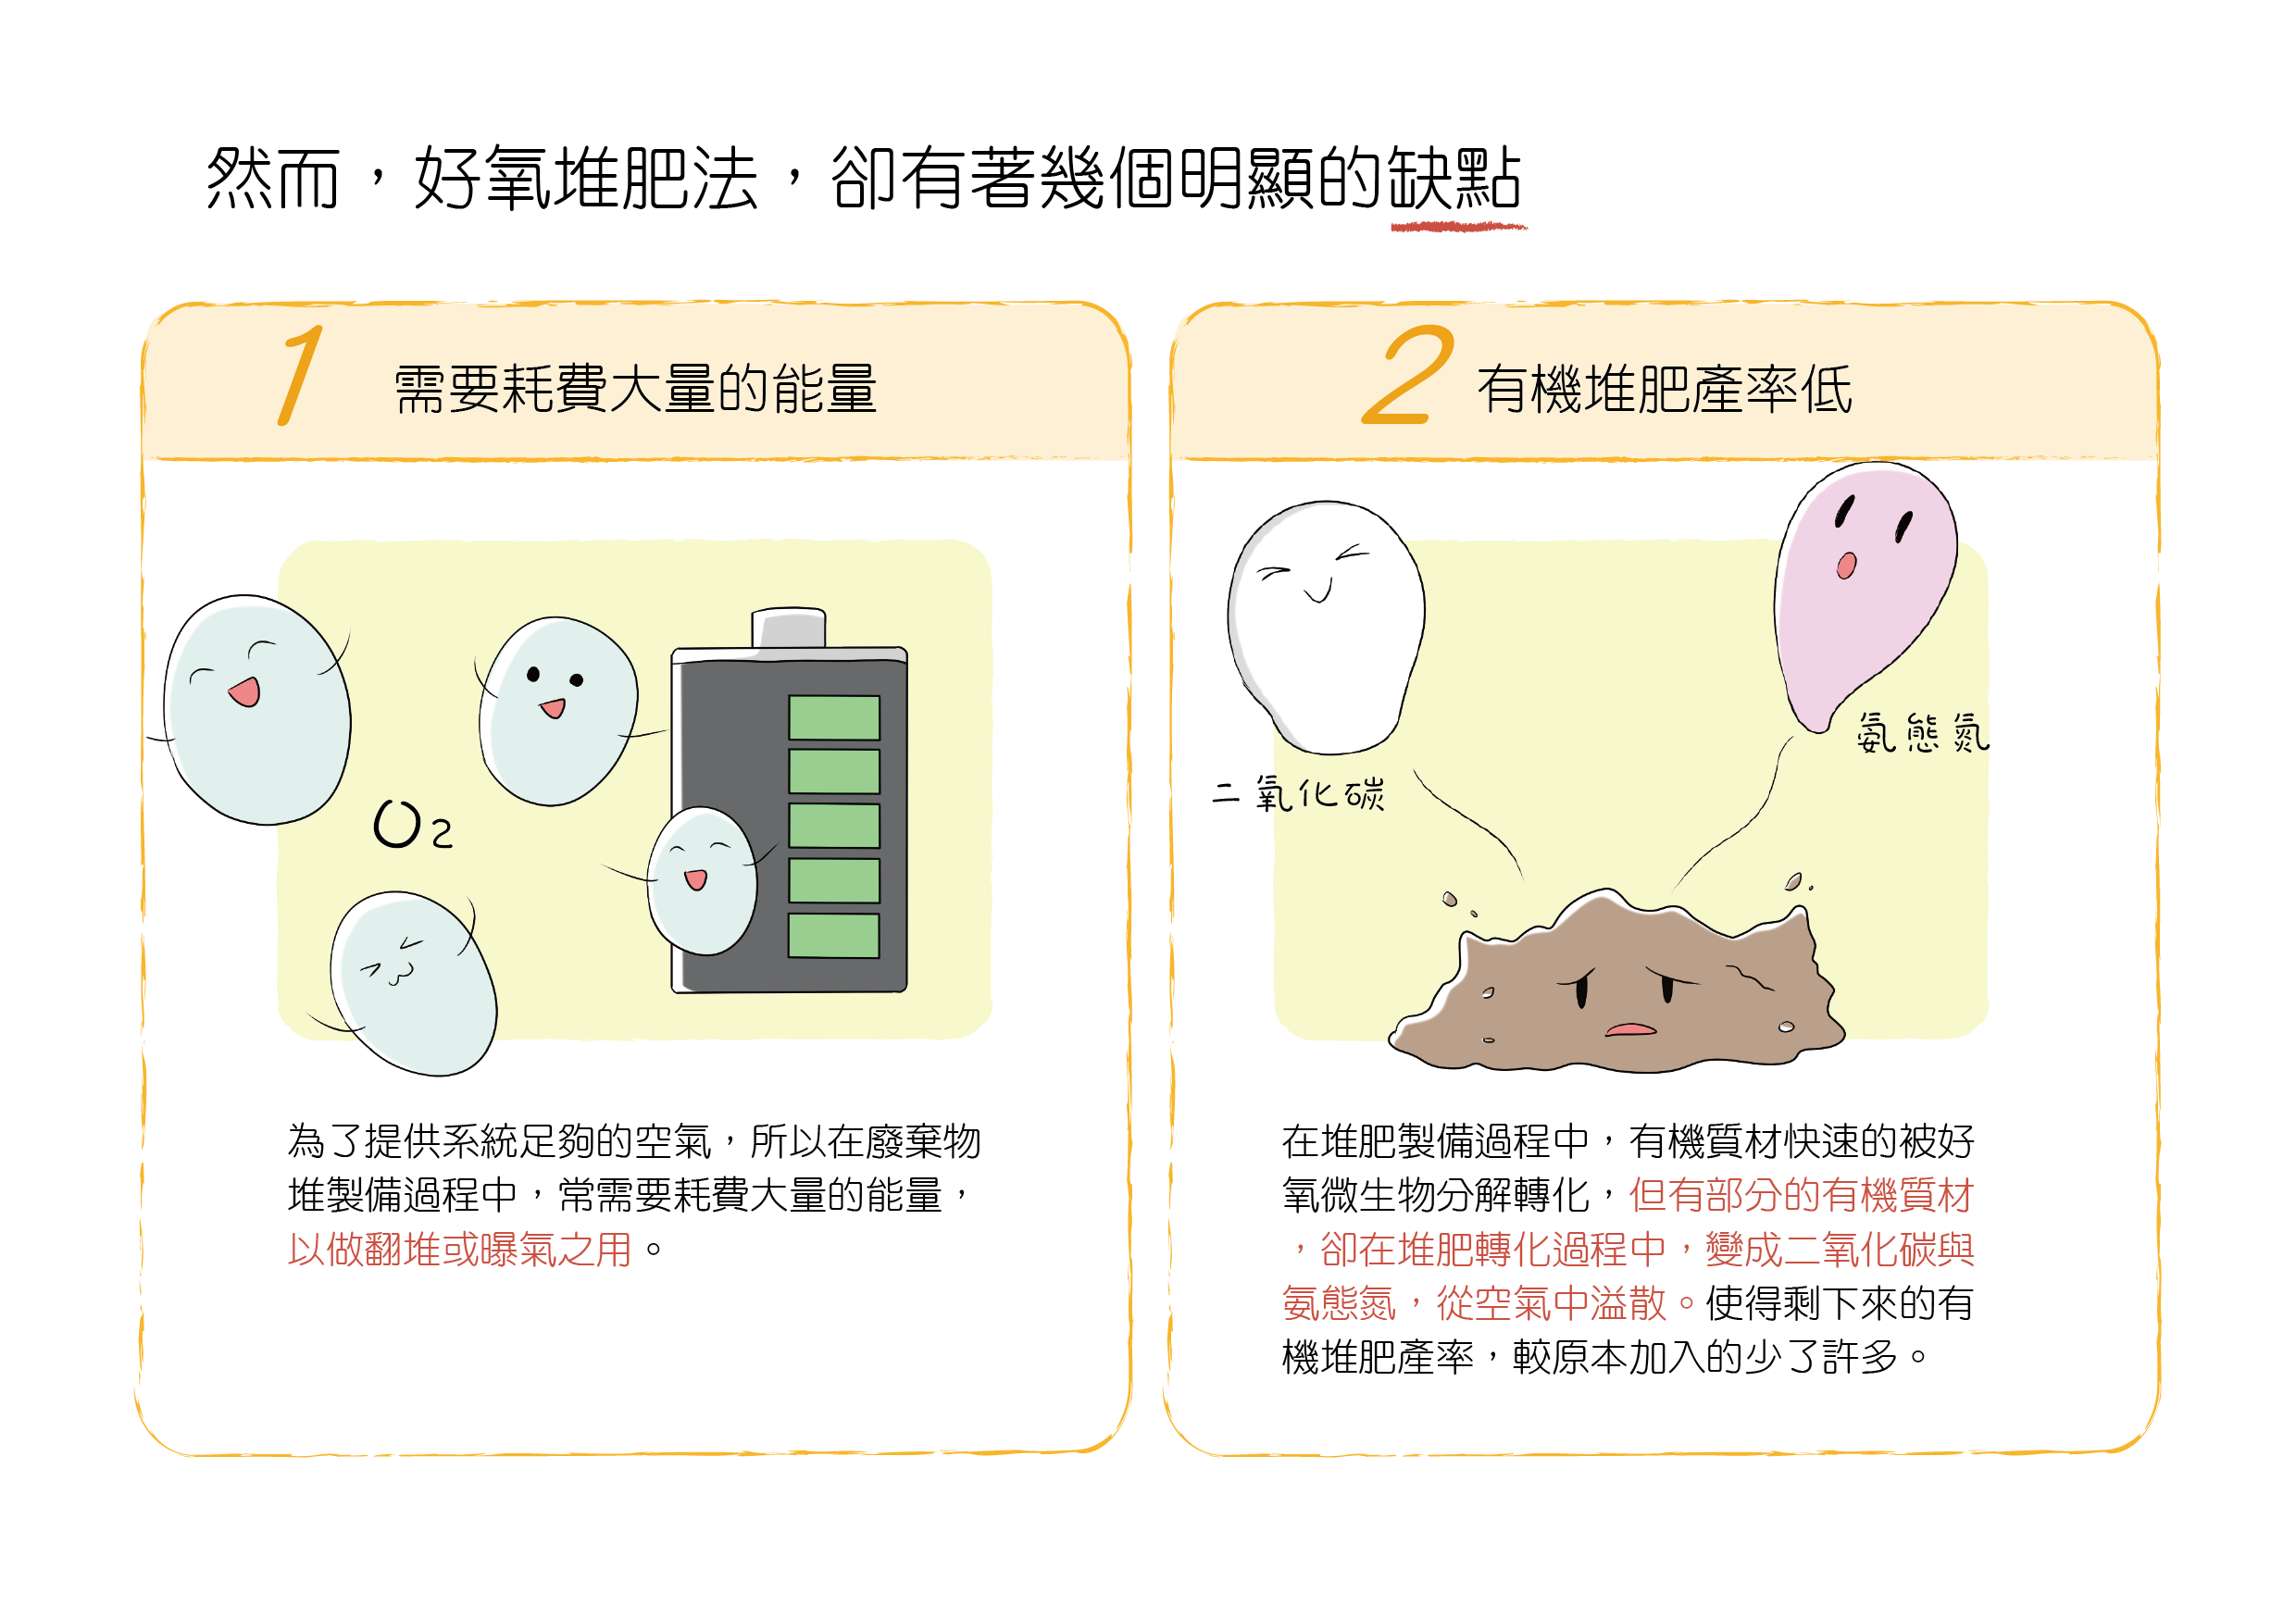 然而，好氧堆肥法，卻有著幾個明顯的缺點
1 需要耗費大量的能量
O2
為了提供系統足夠的空氣，所以在廢棄物
堆製備過程中，常需要耗費大量的能量，
以做翻堆或曝氣之用。
2 有機堆肥產率低
二氧化碳
氨態氮
在堆肥製備過程中，有機質材快速的被好
氧微生物分解轉化，但有部分的有機質材
，卻在堆肥轉化過程中，變成二氧化碳與
氨態氮，從空氣中溢散。使得剩下來的有
機堆肥產率，較原本加入的少了許多。